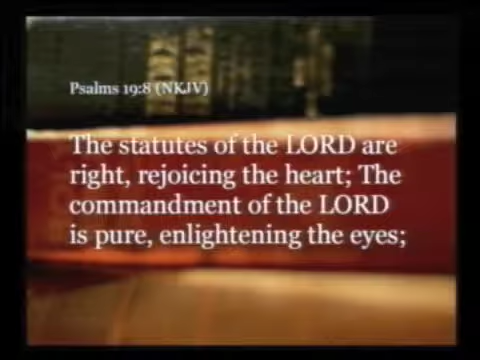 Psalms 19:8 (NKJV)
The statutes of the LORD are
right, rejoicing the heart; The
commandment of the LORD
is pure, enlightening the eyes;